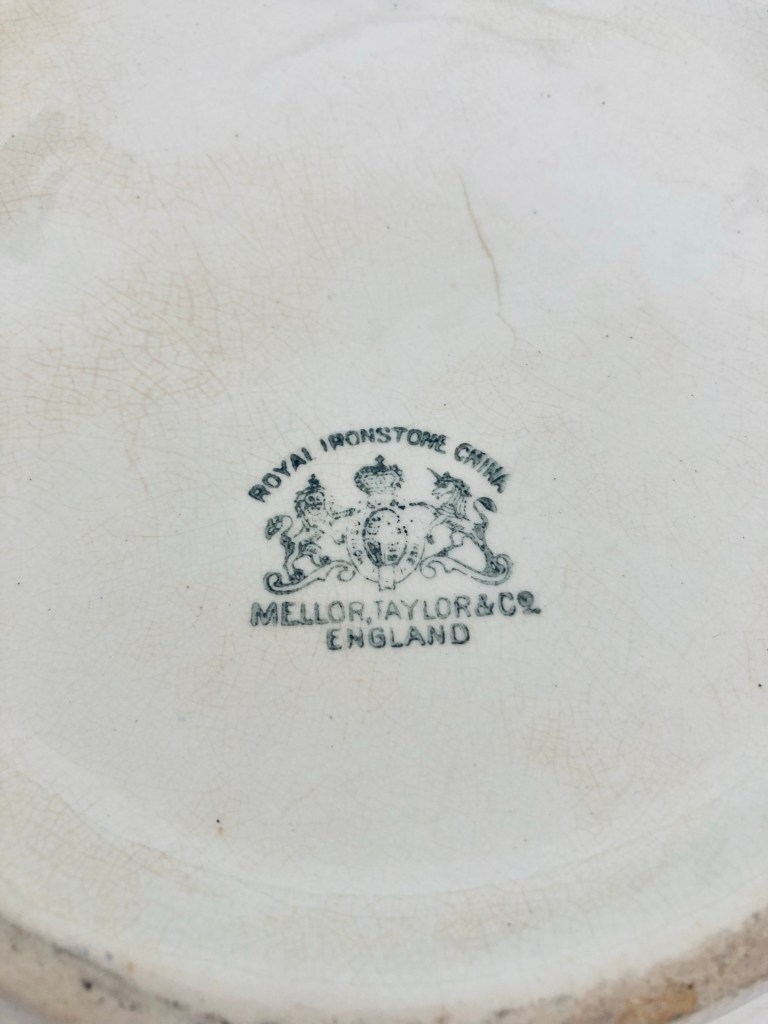 ROYAL IRONSTONE CHINA
MELLOR, TAYLOR & Co
ENGLAND